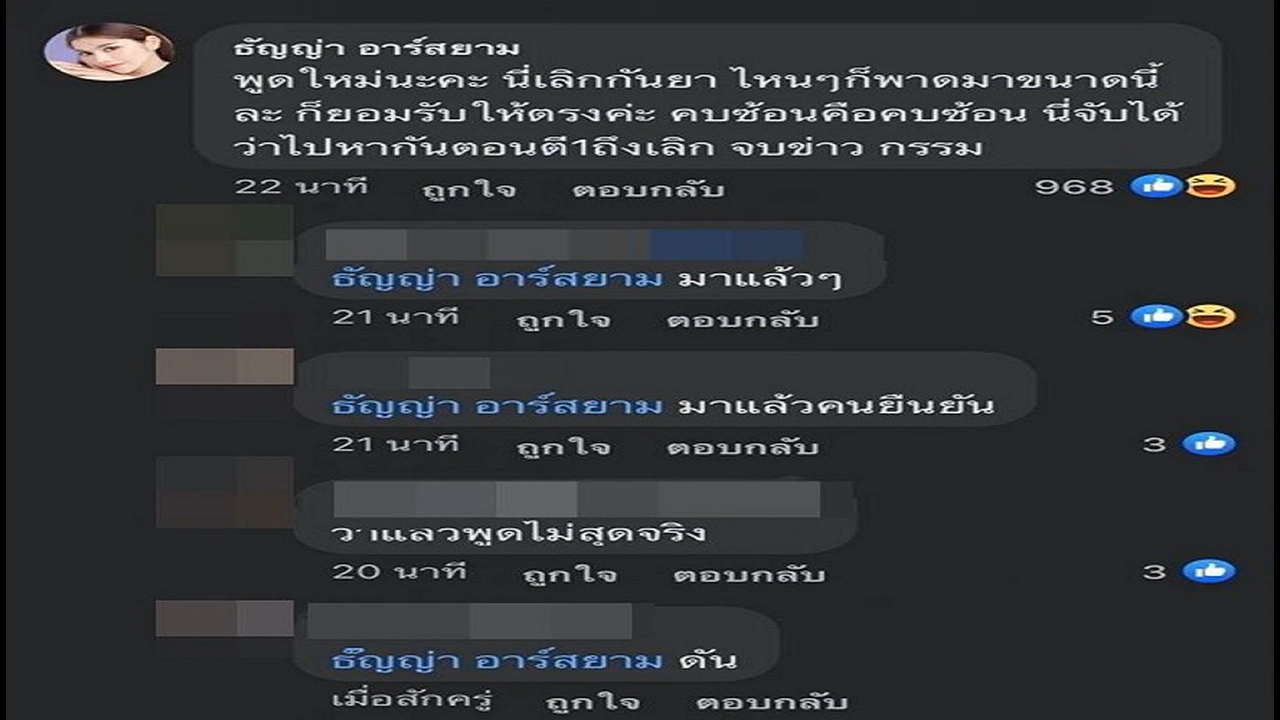 ธัญญ่า อาร์สยาม
พูดใหม่นะคะ นี่เลิกกันยา ไหนๆก็พาดมาขนาดนี้
ละ ก็ยอมรับให้ตรงค่ะ คบซ้อนคือคบซ้อน นี่จับได้
ว่าไปหากันตอนตี1ถึงเลิก จบข่าว กรรม
22 นาที ถูกใจ ตอบกลับ 968
ธัญญ่า อาร์สยาม มาแล้วๆ
21 นาที ถูกใจ ตอบกลับ 5
ธัญญ่า อาร์สยาม มาแล้วคนยืนยัน
21 นาที ถูกใจ ตอบกลับ 3
พูดไม่สุดจริง
20 นาที ถูกใจ ตอบกลับ 3
ธัญญ่า อาร์สยาม ดัน
เมื่อสักครู่ ถูกใจ ตอบกลับ